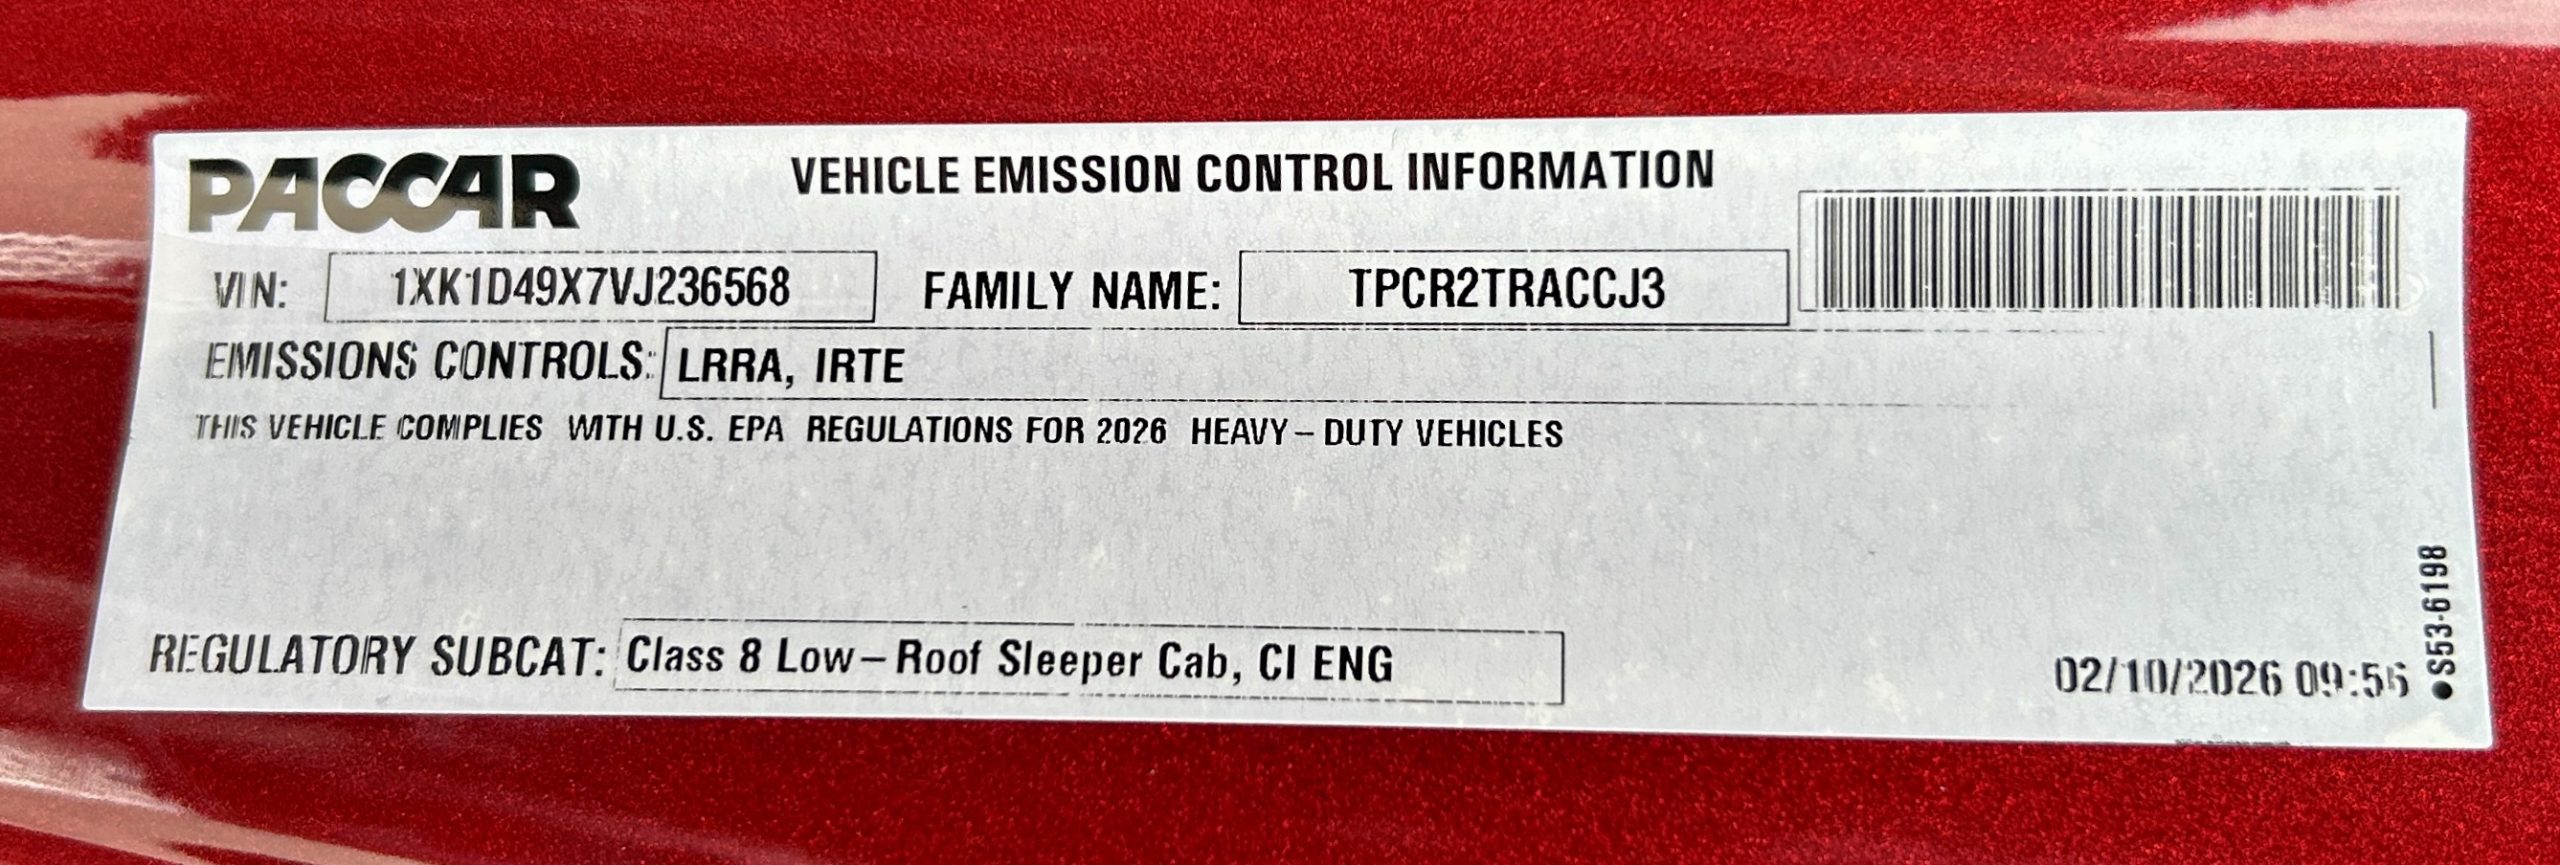 PACCAR
VEHICLE EMISSION CONTROL INFORMATION
VIN: 1XK1D49X7VJ236568 FAMILY NAME: TPCR2TRACCJ3
EMISSIONS CONTROLS: LRRA, IRTE
THIS VEHICLE COMPLIES WITH U.S. EPA REGULATIONS FOR 2026 HEAVY-DUTY VEHICLES
REGULATORY SUBCAT: Class 8 Low-Roof Sleeper Cab, CI ENG
02/10/2026
●S53-6198